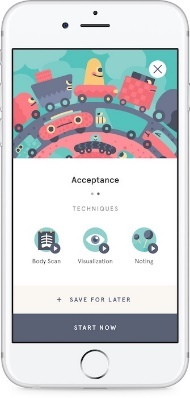 Acceptance
TECHNIQUES
Body Scan
Visualization
Noting
+ SAVE FOR LATER
START NOW